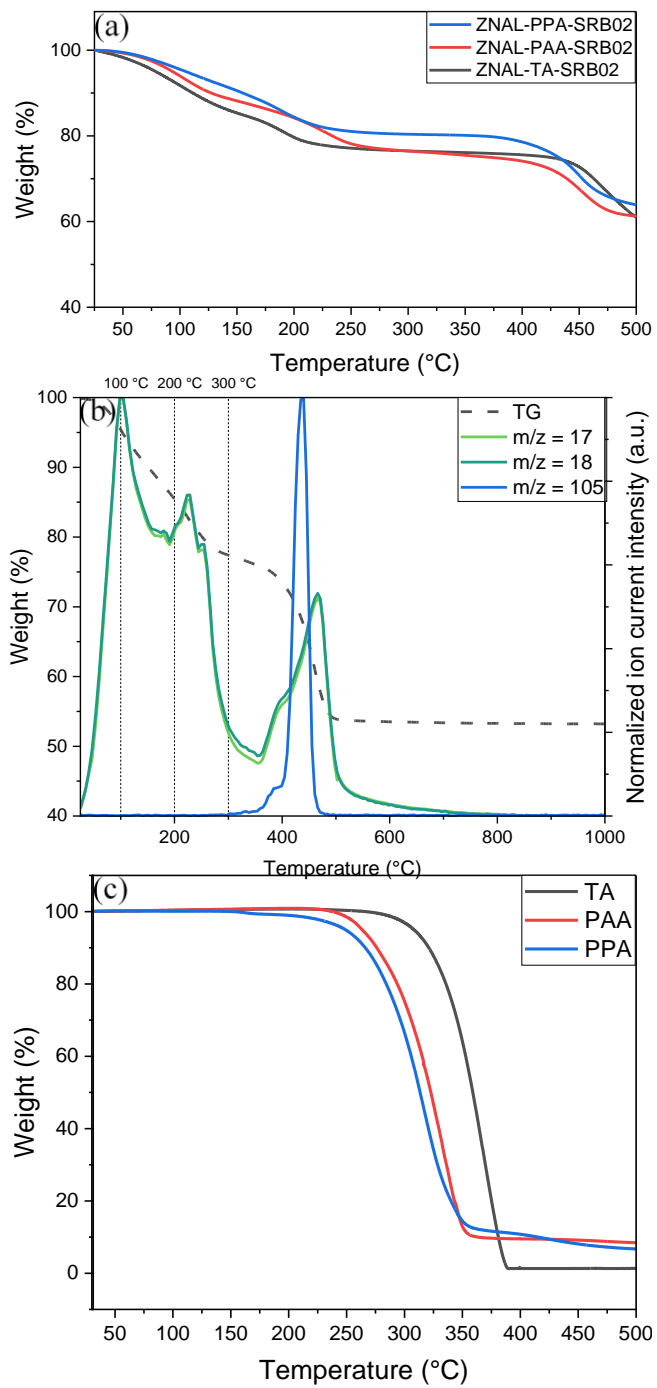 (a)
ZNAL-PPA-SRB02
ZNAL-PAA-SRB02
ZNAL-TA-SRB02
100
80
60
40
Weight (%)
50 100 150 200 250 300 350 400 450 500
Temperature (°C)
100 °C 200 °C 300 °C
(b)
TG
m/z = 17
m/z = 18
m/z = 105
100
90
80
70
60
50
40
Weight (%)
Normalized ion current intensity (a.u.)
200 400 600 800 1000
Temperature (°C)
(c)
TA
PAA
PPA
100
80
60
40
20
0
Weight (%)
50 100 150 200 250 300 350 400 450 500
Temperature (°C)